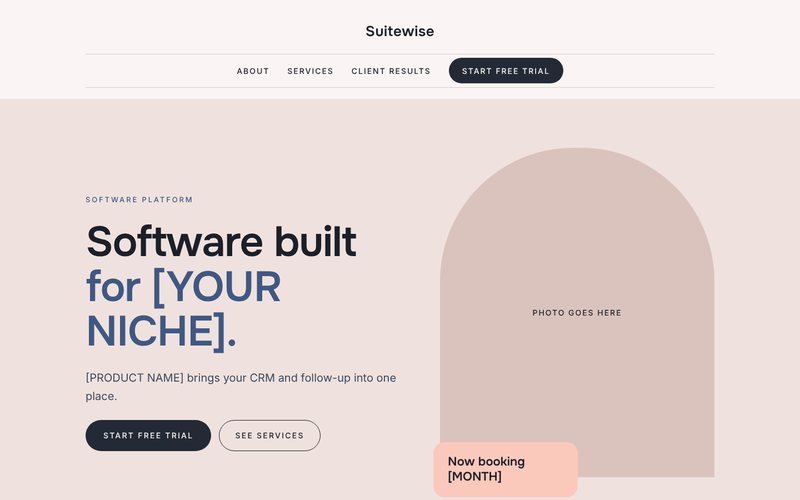 Suitewise
ABOUT SERVICES CLIENT RESULTS START FREE TRIAL
SOFTWARE PLATFORM
Software built
for [YOUR
NICHE].
[PRODUCT NAME] brings your CRM and follow-up into one
place.
START FREE TRIAL SEE SERVICES
PHOTO GOES HERE
Now booking
[MONTH]